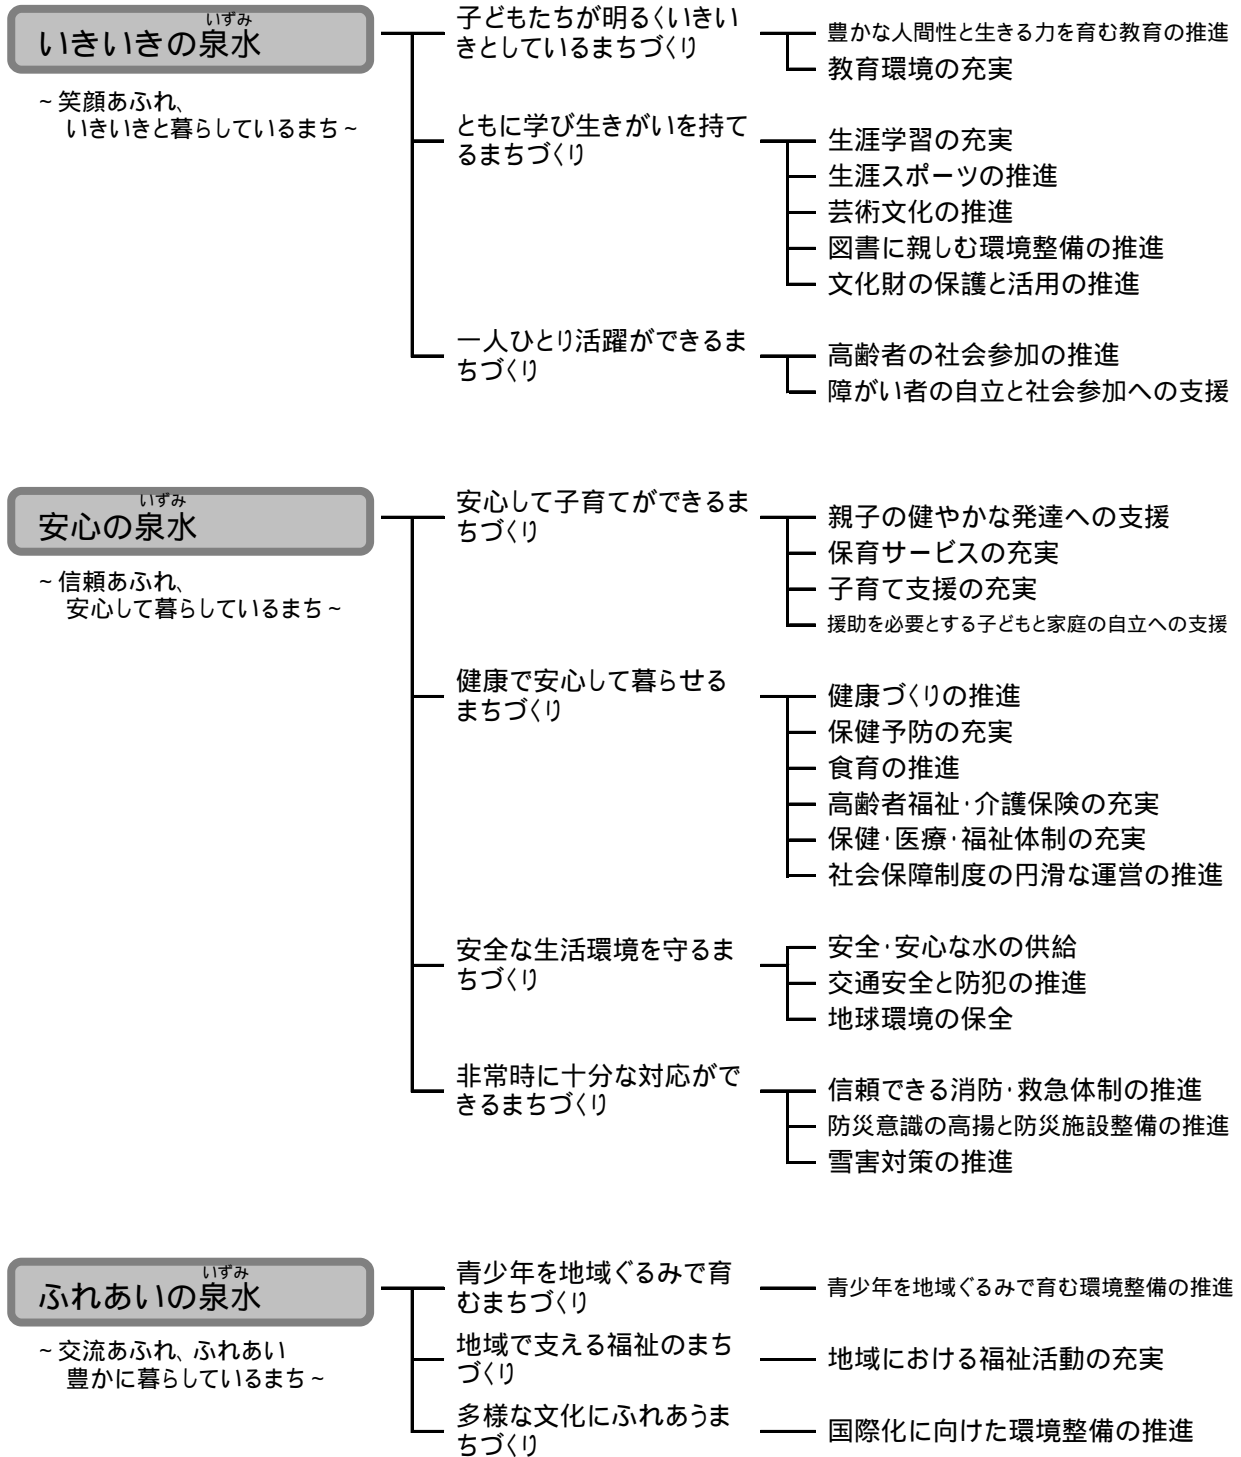 いずみ
いきいきの泉水
~笑顔あふれ、
いきいきと暮らしているまち~
子どもたちが明るくいきい
きとしているまちづくり
豊かな人間性と生きる力を育む教育の推進
教育環境の充実
ともに学び生きがいを持て
るまちづくり
生涯学習の充実
生涯スポーツの推進
芸術文化の推進
図書に親しむ環境整備の推進
文化財の保護と活用の推進
一人ひとり活躍ができるま
ちづくり
高齢者の社会参加の推進
障がい者の自立と社会参加への支援
いずみ
安心の泉水
~信頼あふれ、
安心して暮らしているまち~
安心して子育てができるま
ちづくり
親子の健やかな発達への支援
保育サービスの充実
子育て支援の充実
援助を必要とする子どもと家庭の自立への支援
健康で安心して暮らせる
まちづくり
健康づくりの推進
保健予防の充実
食育の推進
高齢者福祉・介護保険の充実
保健・医療・福祉体制の充実
社会保障制度の円滑な運営の推進
安全な生活環境を守るま
ちづくり
安全・安心な水の供給
交通安全と防犯の推進
地球環境の保全
非常時に十分な対応がで
きるまちづくり
信頼できる消防・救急体制の推進
防災意識の高揚と防災施設整備の推進
雪害対策の推進
いずみ
ふれあいの泉水
~交流あふれ、ふれあい
豊かに暮らしているまち~
青少年を地域ぐるみで育
むまちづくり
青少年を地域ぐるみで育む環境整備の推進
地域で支える福祉のまち
づくり
地域における福祉活動の充実
多様な文化にふれあうま
ちづくり
国際化に向けた環境整備の推進